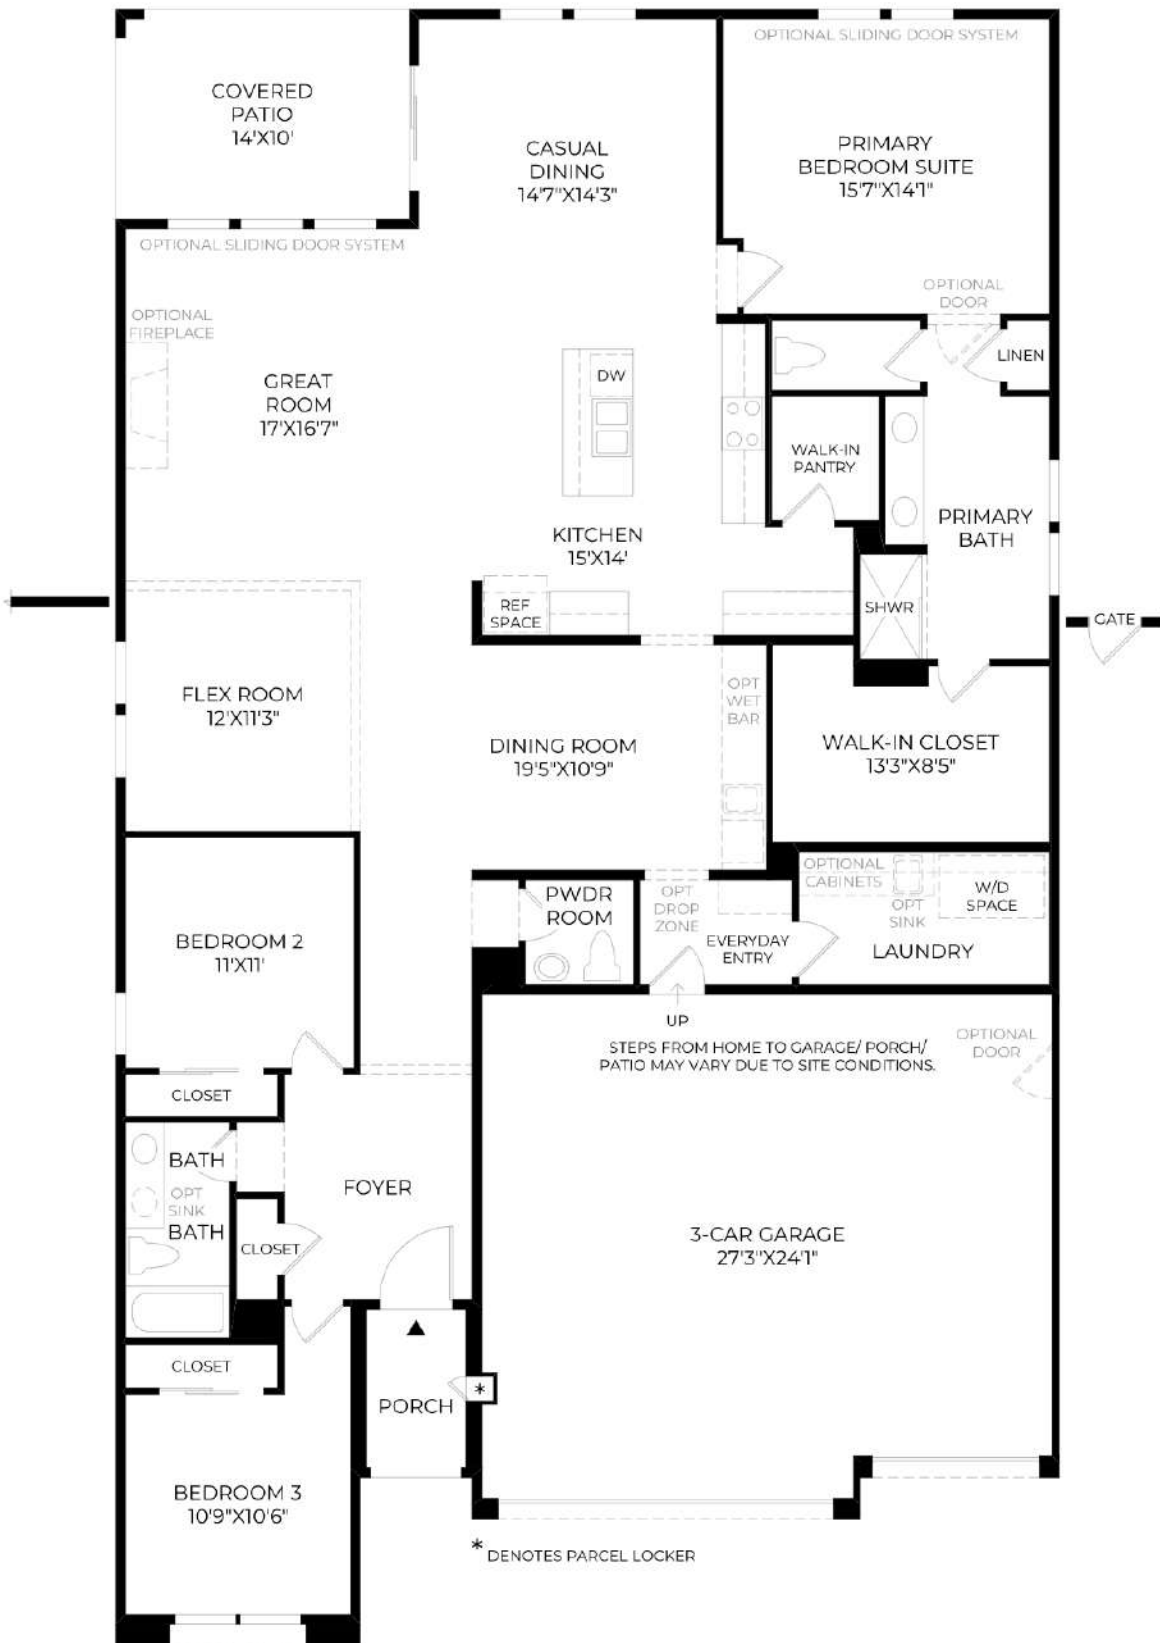 OPTIONAL SLIDING DOOR SYSTEM
COVERED
PATIO
14'X10'
CASUAL
DINING
14'7"X14'3"
PRIMARY
BEDROOM SUITE
15'7"X14'1"
OPTIONAL SLIDING DOOR SYSTEM
OPTIONAL
DOOR
OPTIONAL
FIREPLACE
LINEN
GREAT
ROOM
17'X16'7"
DW
WALK-IN
PANTRY
KITCHEN
15'X14'
PRIMARY
BATH
REF
SPACE
SHWR
GATE
FLEX ROOM
12'X11'3"
OPT
WET
BAR
DINING ROOM
19'5"X10'9"
WALK-IN CLOSET
13'3"X8'5"
PWDR
ROOM
OPT
DROP
ZONE
EVERYDAY
ENTRY
OPTIONAL
CABINETS
OPT
SINK
W/D
SPACE
LAUNDRY
BEDROOM 2
11'X11'
UP
STEPS FROM HOME TO GARAGE/ PORCH/
PATIO MAY VARY DUE TO SITE CONDITIONS.
OPTIONAL
DOOR
CLOSET
BATH
OPT
SINK
BATH
FOYER
CLOSET
3-CAR GARAGE
27'3"X24'1"
CLOSET
PORCH
*
BEDROOM 3
10'9"X10'6"
* DENOTES PARCEL LOCKER